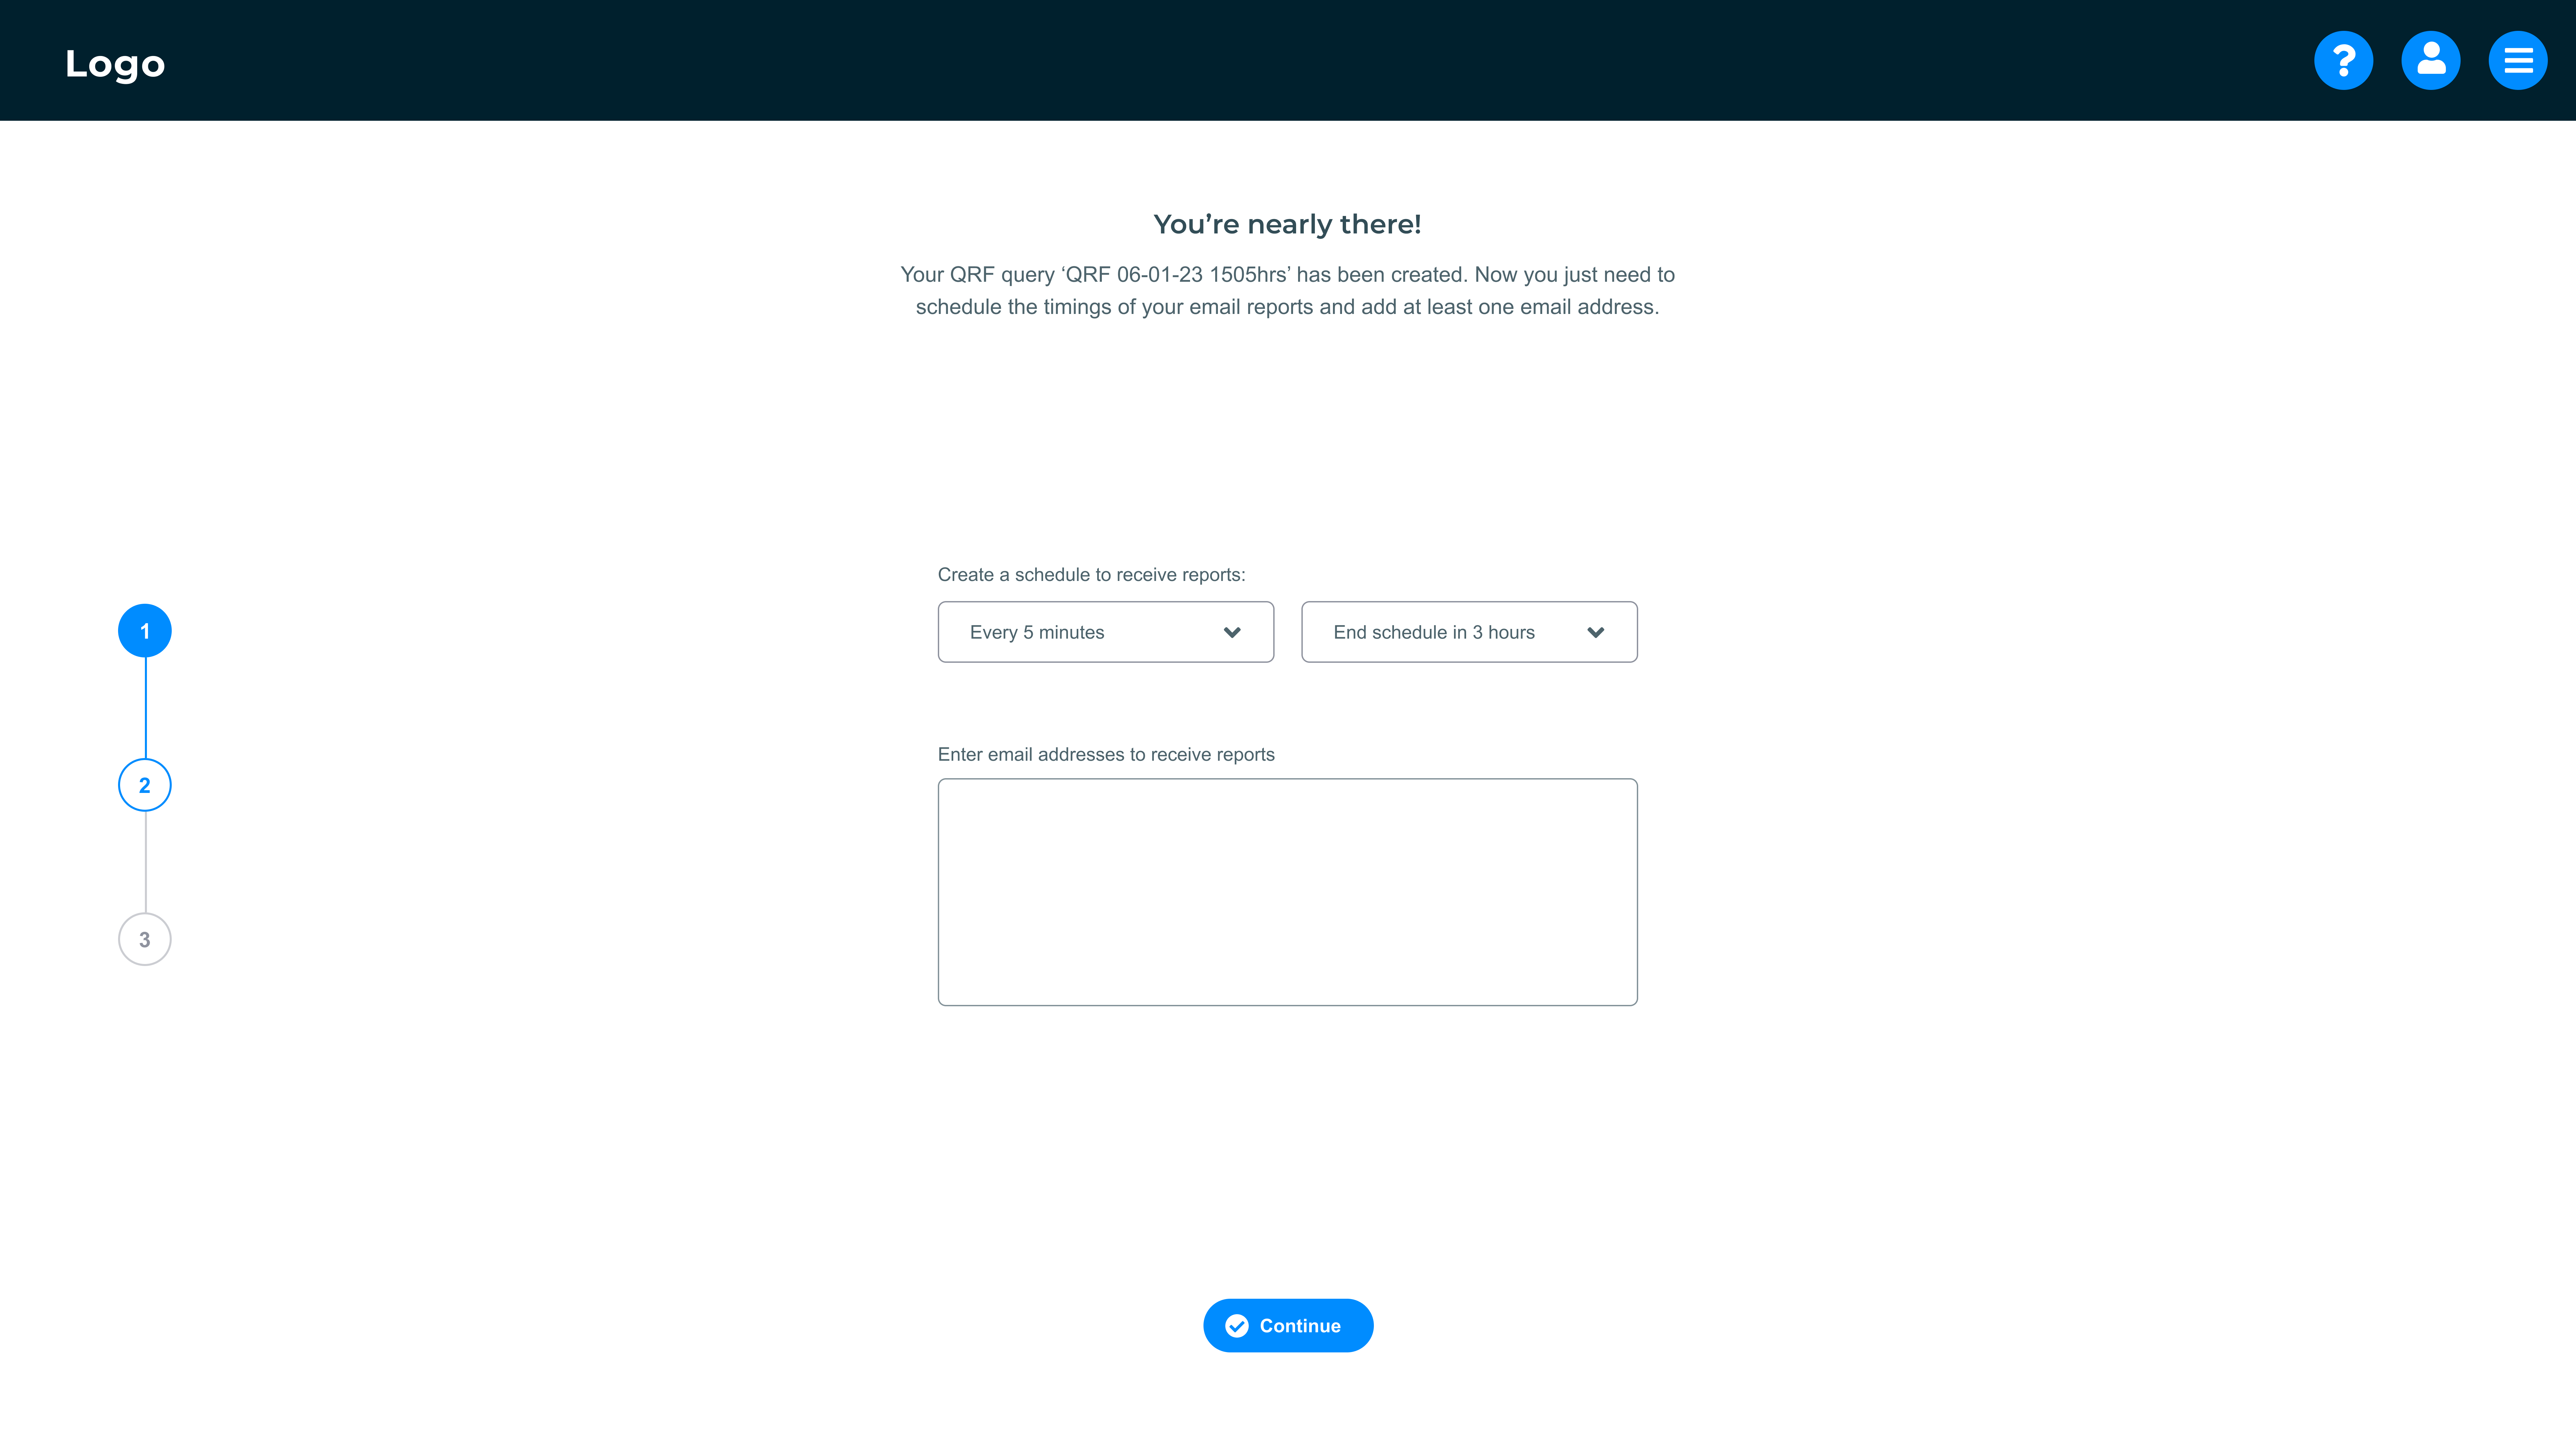 Logo
You’re nearly there!
Your QRF query ‘QRF 06-01-23 1505hrs’ has been created. Now you just need to
schedule the timings of your email reports and add at least one email address.
Create a schedule to receive reports:
Every 5 minutes
End schedule in 3 hours
1
Enter email addresses to receive reports
2
3
Continue